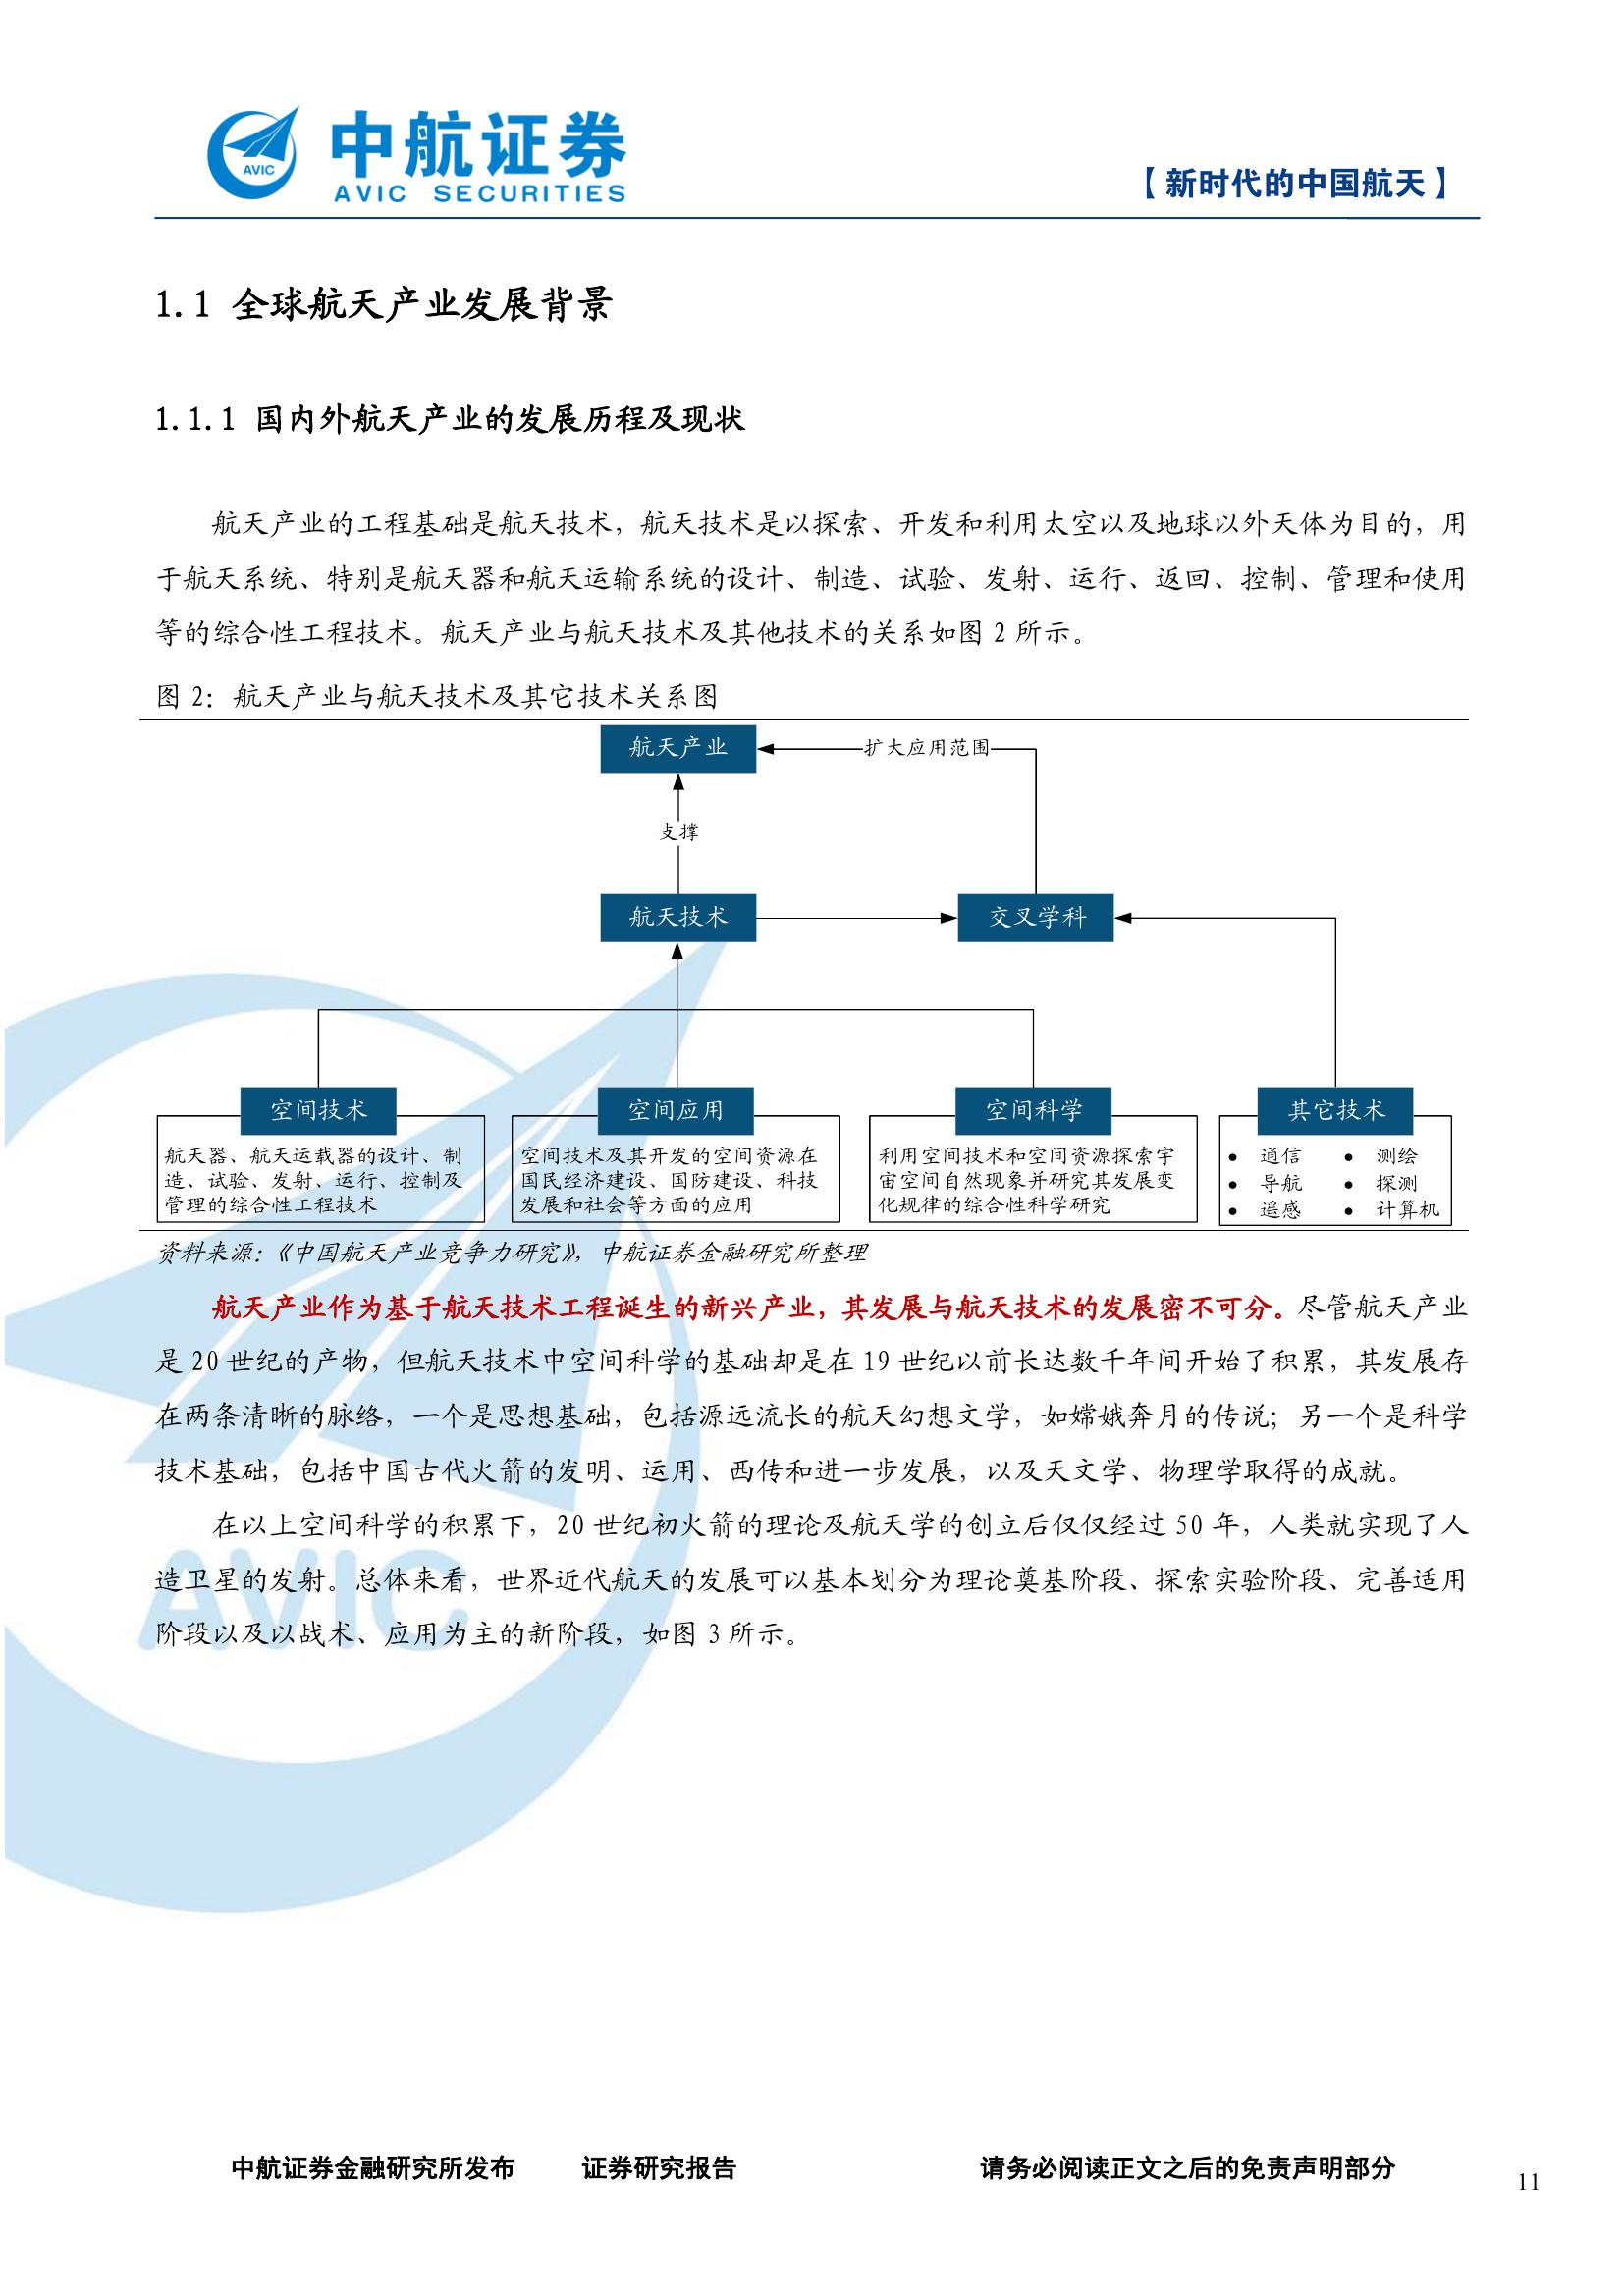 AVIC
中航证券
AVIC SECURITIES
【新时代的中国航天】
1.1 全球航天产业发展背景
1.1.1 国内外航天产业的发展历程及现状
航天产业的工程基础是航天技术，航天技术是以探索、开发和利用太空以及地球以外天体为目的，用
于航天系统、特别是航天器和航天运输系统的设计、制造、试验、发射、运行、返回、控制、管理和使用
等的综合性工程技术。航天产业与航天技术及其他技术的关系如图 2 所示。
图 2：航天产业与航天技术及其它技术关系图
航天产业
扩大应用范围
支撑
航天技术
交叉学科
空间技术
航天器、航天运载器的设计、制
造、试验、发射、运行、控制及
管理的综合性工程技术
空间应用
空间技术及其开发的空间资源在
国民经济建设、国防建设、科技
发展和社会等方面的应用
空间科学
利用空间技术和空间资源探索宇
宙空间自然现象并研究其发展变
化规律的综合性科学研究
其它技术
● 通信 ● 测绘
● 导航 ● 探测
● 遥感 ● 计算机
资料来源：《中国航天产业竞争力研究》，中航证券金融研究所整理
航天产业作为基于航天技术工程诞生的新兴产业，其发展与航天技术的发展密不可分。尽管航天产业
是 20 世纪的产物，但航天技术中空间科学的基础却是在 19 世纪以前长达数千年间开始了积累，其发展存
在两条清晰的脉络，一个是思想基础，包括源远流长的航天幻想文学，如嫦娥奔月的传说；另一个是科学
技术基础，包括中国古代火箭的发明、运用、西传和进一步发展，以及天文学、物理学取得的成就。
在以上空间科学的积累下，20 世纪初火箭的理论及航天学的创立后仅仅经过 50 年，人类就实现了人
造卫星的发射。总体来看，世界近代航天的发展可以基本划分为理论奠基阶段、探索实验阶段、完善适用
阶段以及以战术、应用为主的新阶段，如图 3 所示。
AVIC
中航证券金融研究所发布 证券研究报告 请务必阅读正文之后的免责声明部分
11